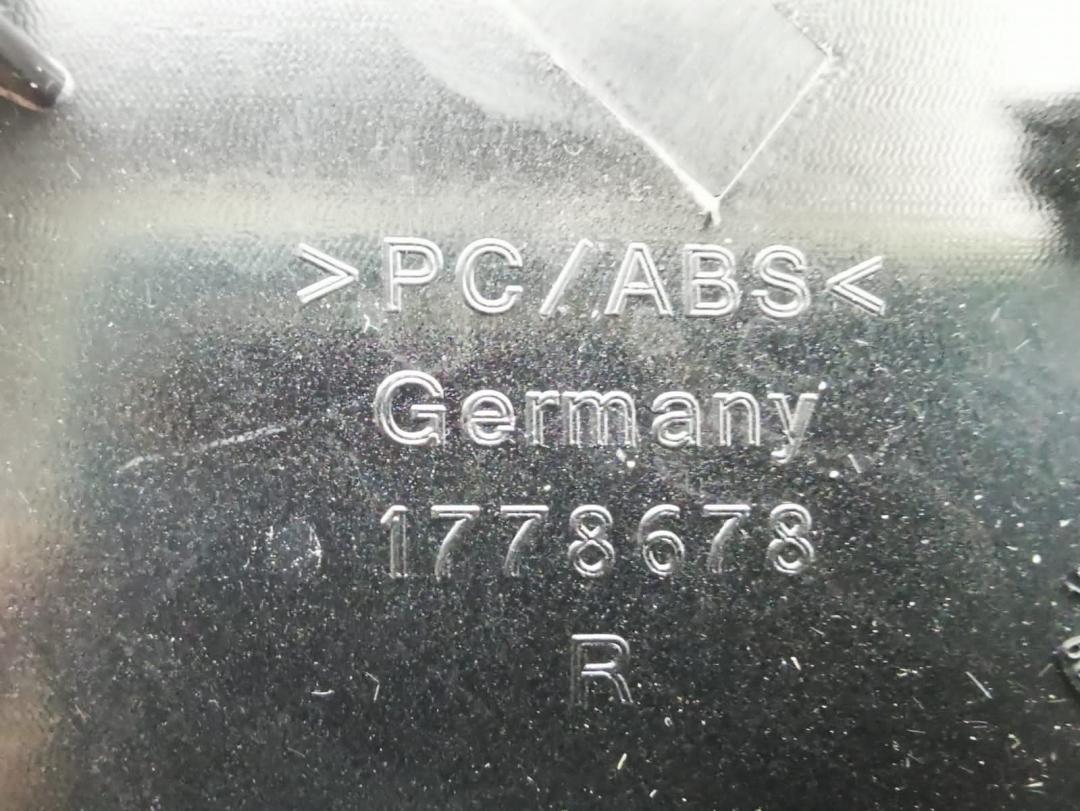 >PC/ABS<
Germany
1778678
R